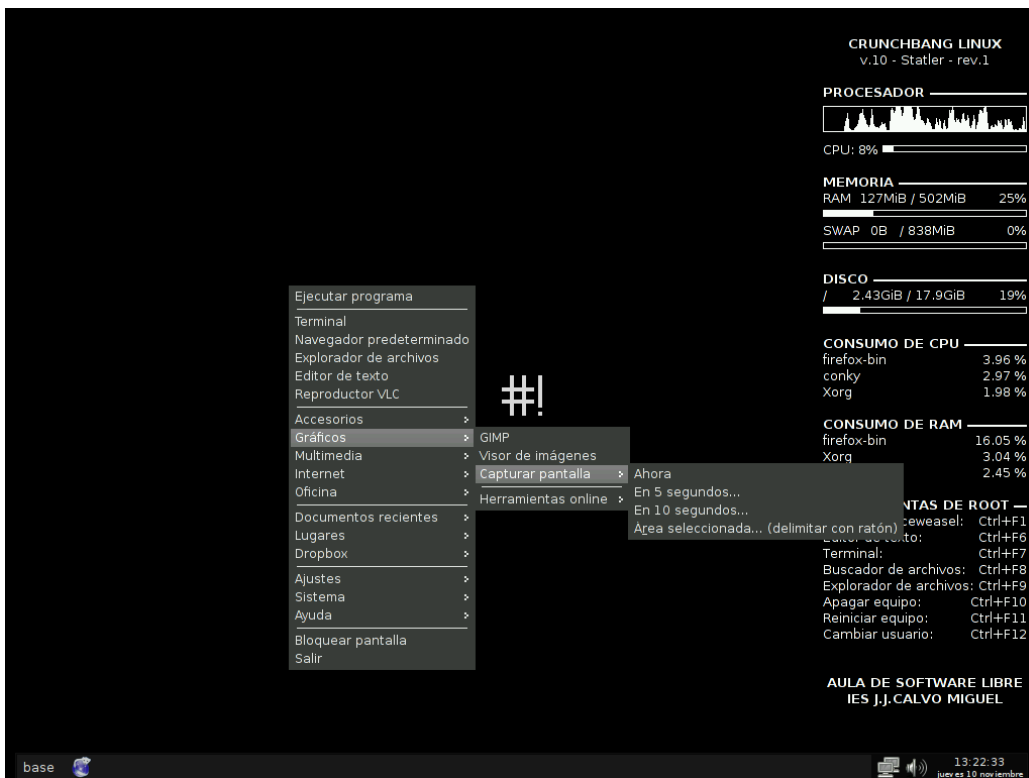 CRUNCHBANG LINUX
v.10 - Statler - rev.1
PROCESADOR
CPU: 8%
MEMORIA
RAM 127MiB / 502MiB 25%
SWAP 0B / 838MiB 0%
DISCO
/ 2.43GiB / 17.9GiB 19%
CONSUMO DE CPU
firefox-bin 3.96 %
conky 2.97 %
Xorg 1.98 %
CONSUMO DE RAM
firefox-bin 16.05 %
Xorg 3.04 %
2.45 %
NTAS DE ROOT
ceweasel: Ctrl+F1
Editor de texto: Ctrl+F6
Terminal: Ctrl+F7
Buscador de archivos: Ctrl+F8
Explorador de archivos: Ctrl+F9
Apagar equipo: Ctrl+F10
Reiniciar equipo: Ctrl+F11
Cambiar usuario: Ctrl+F12
AULA DE SOFTWARE LIBRE
IES J.J.CALVO MIGUEL
#!
Ejecutar programa
Terminal
Navegador predeterminado
Explorador de archivos
Editor de texto
Reproductor VLC
Accesorios
Gráficos
Multimedia
Internet
Oficina
Documentos recientes
Lugares
Dropbox
Ajustes
Sistema
Ayuda
Bloquear pantalla
Salir
GIMP
Visor de imágenes
Capturar pantalla
Herramientas online
Ahora
En 5 segundos...
En 10 segundos...
Área seleccionada... (delimitar con ratón)
base
13:22:33
jueves 10 noviembre